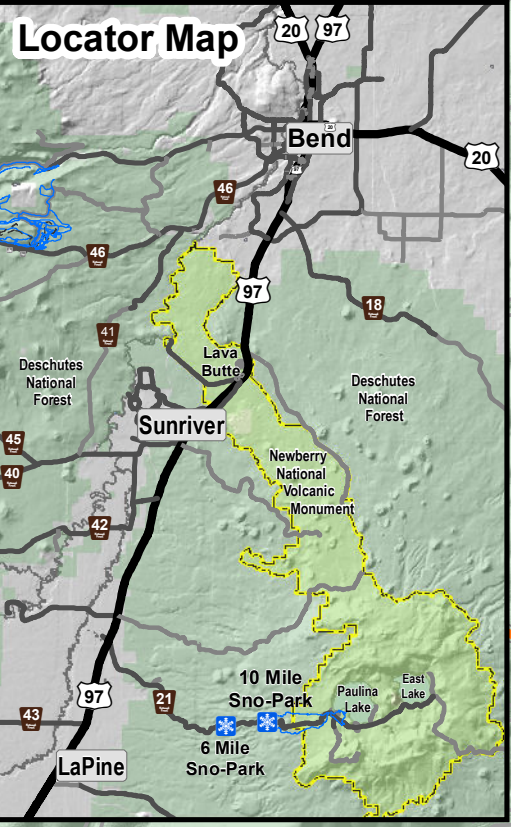 Locator Map
20
97
20
Bend
97
20
46
46
97
18
41
Lava
Butte
Deschutes
National
Forest
Deschutes
National
Forest
Sunriver
45
40
Newberry
National
Volcanic
Monument
42
10 Mile
Sno-Park
Paulina
Lake
East
Lake
97
21
43
6 Mile
Sno-Park
LaPine